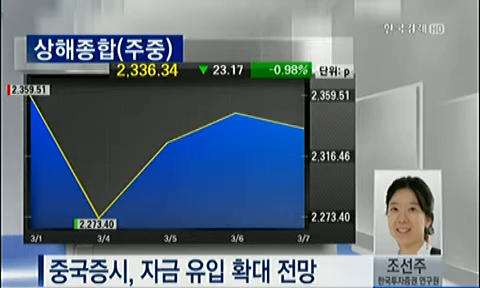 한국경제 HD
상해종합(주중)
2,336.34 ▼ 23.17 -0.98% 단위: p
2,359.51
2,359.51
2,316.46
2,273.40
2,273.40
3/1 3/4 3/5 3/6 3/7
조선주
한국투자증권 연구원
중국증시, 자금 유입 확대 전망